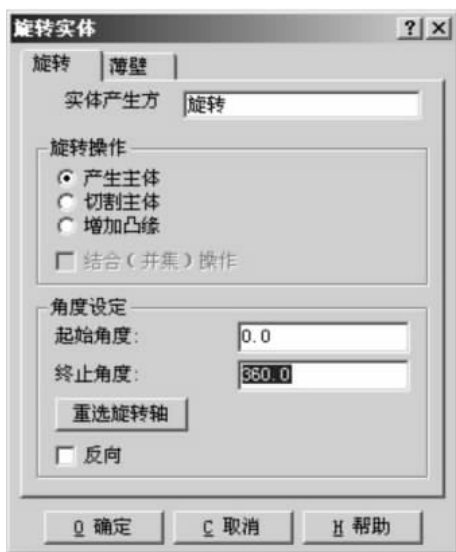 旋转实体
旋转 薄壁
实体产生方 旋转
旋转操作
产生主体
切割主体
增加凸缘
结合(并集)操作
角度设定
起始角度: 0.0
终止角度: 360.0
重选旋转轴
反向
O 确定 C 取消 H 帮助